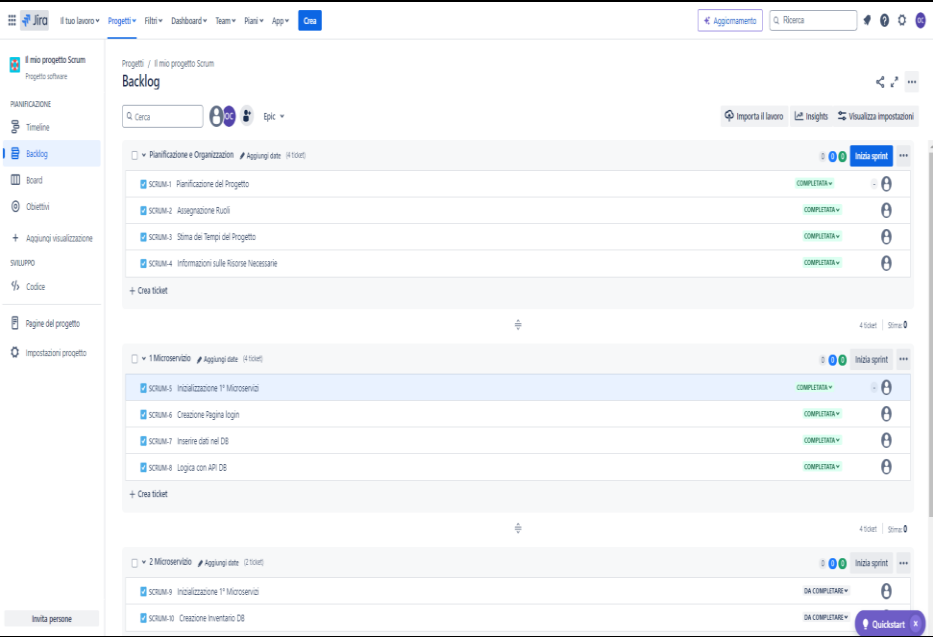 Jira Il tuo lavoro Progetti Filtri Dashboard Team Piani App Crea Aggiornamento Ricerca OC
Il mio progetto Scrum
Progetto software
PIANIFICAZIONE
Timeline
Backlog
Board
Obiettivi
Aggiungi visualizzazione
SVILUPPO
Codice
Pagine del progetto
Impostazioni progetto
Invita persone
Progetti / Il mio progetto Scrum
Backlog
Cerca OC Epic Importa il lavoro Insights Visualizza impostazioni
Pianificazione e Organizzazion Aggiungi date (4 ticket) 0 0 0 Inizia sprint
SCRUM-1 Pianificazione del Progetto COMPLETATA -
SCRUM-2 Assegnazione Ruoli COMPLETATA
SCRUM-3 Stima dei Tempi del Progetto COMPLETATA
SCRUM-4 Informazioni sulle Risorse Necessarie COMPLETATA
+ Crea ticket
4 ticket Stima: 0
1 Microservizio Aggiungi date (4 ticket) 0 0 0 Inizia sprint
SCRUM-5 Inizializzazione 1° Microservizi COMPLETATA -
SCRUM-6 Creazione Pagina login COMPLETATA
SCRUM-7 Inserire dati nel DB COMPLETATA
SCRUM-8 Logica con API DB COMPLETATA
+ Crea ticket
4 ticket Stima: 0
2 Microservizio Aggiungi date (2 ticket) 0 0 0 Inizia sprint
SCRUM-9 Inizializzazione 1° Microservizi DA COMPLETARE
SCRUM-10 Creazione Inventario DB DA COMPLETARE
Quickstart x